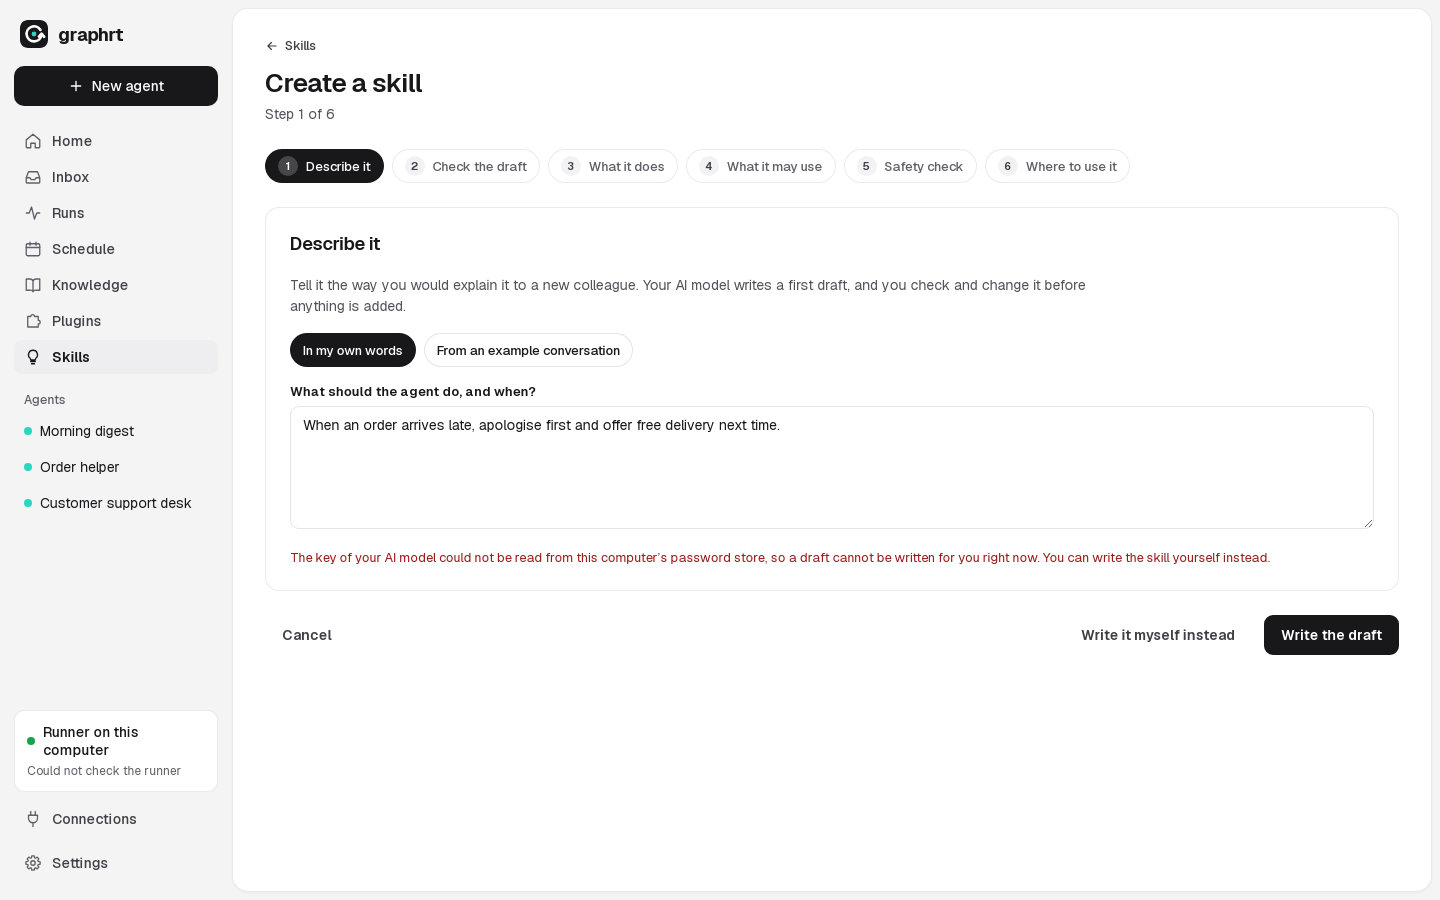 graphrt
New agent
Home
Inbox
Runs
Schedule
Knowledge
Plugins
Skills
Agents
Morning digest
Order helper
Customer support desk
Runner on this
computer
Could not check the runner
Connections
Settings
Skills
Create a skill
Step 1 of 6
1 Describe it
2 Check the draft
3 What it does
4 What it may use
5 Safety check
6 Where to use it
Describe it
Tell it the way you would explain it to a new colleague. Your AI model writes a first draft, and you check and change it before
anything is added.
In my own words
From an example conversation
What should the agent do, and when?
When an order arrives late, apologise first and offer free delivery next time.
The key of your AI model could not be read from this computer’s password store, so a draft cannot be written for you right now. You can write the skill yourself instead.
Cancel
Write it myself instead
Write the draft